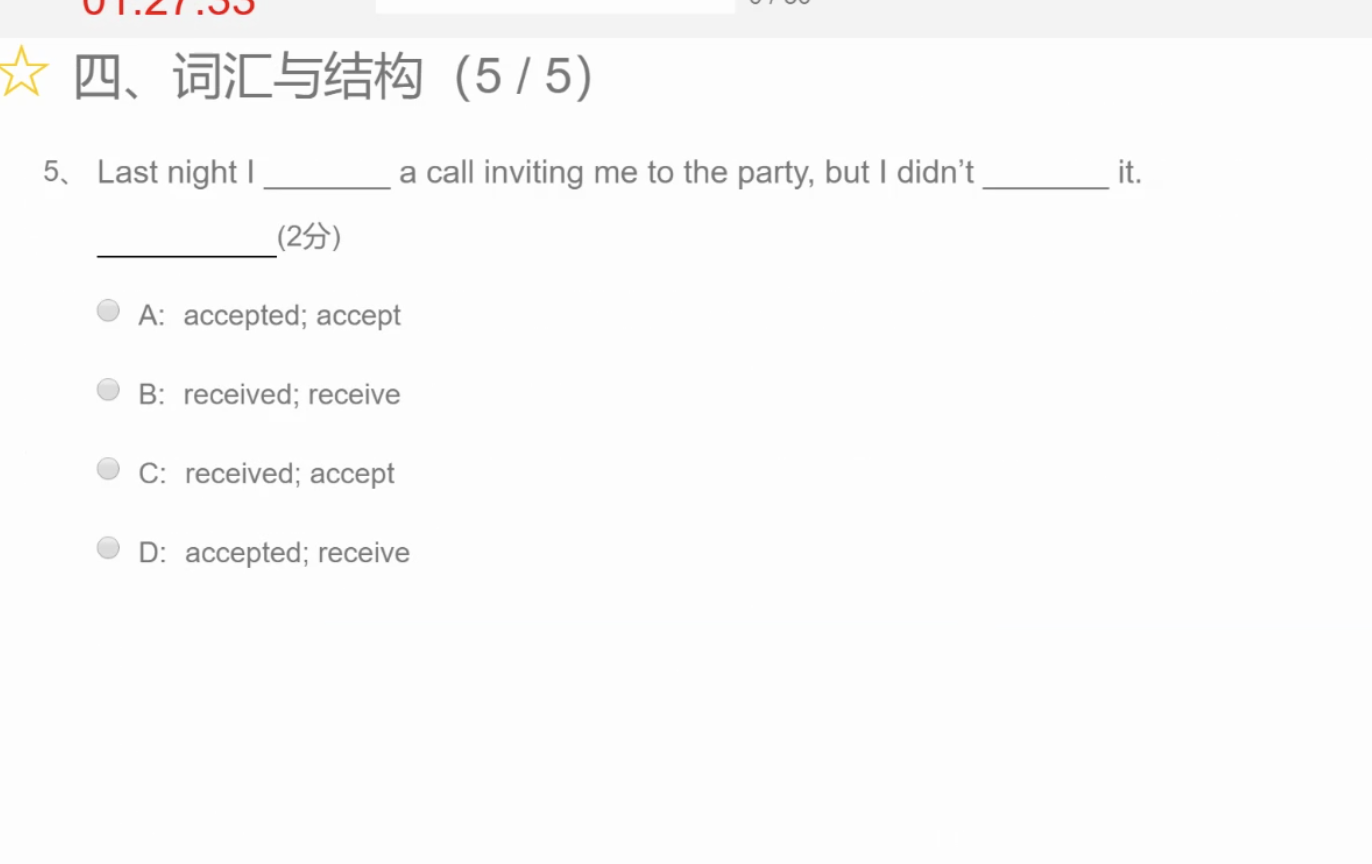 01:27:33
四、词汇与结构（5 / 5）
5、 Last night I ________ a call inviting me to the party, but I didn’t ________ it.
___________(2分)
A: accepted; accept
B: received; receive
C: received; accept
D: accepted; receive